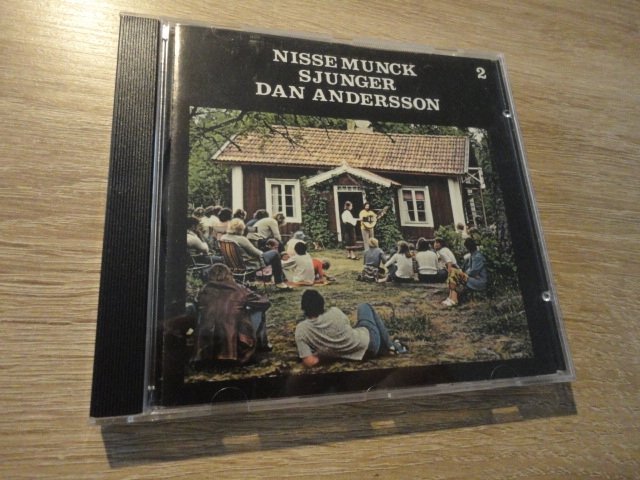 NISSE MUNCK
SJUNGER
DAN ANDERSSON
2